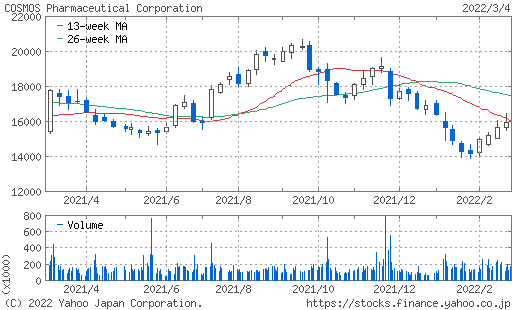 COSMOS Pharmaceutical Corporation 2022/3/4
22000
13-week MA
26-week MA
20000
18000
16000
14000
12000
2021/4 2021/6 2021/8 2021/10 2021/12 2022/2
800
Volume
600
400
200
0
(x1000)
2021/4 2021/6 2021/8 2021/10 2021/12 2022/2
(C) 2022 Yahoo Japan Corporation. https://stocks.finance.yahoo.co.jp/